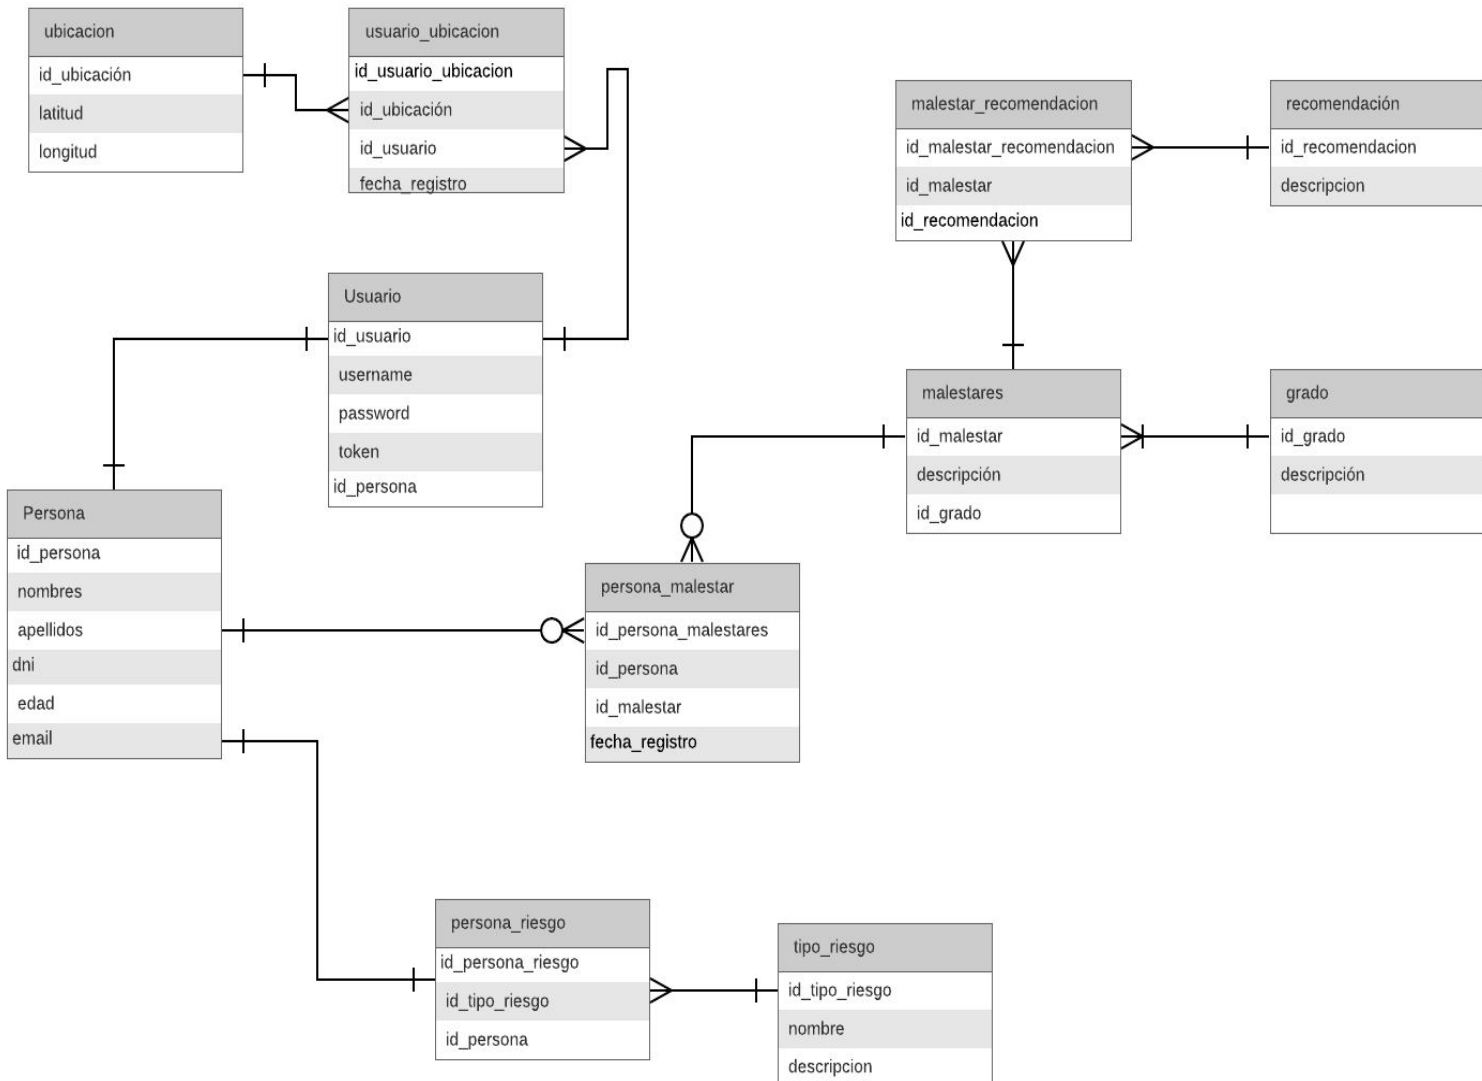 ubicacion
id_ubicación
latitud
longitud
usuario_ubicacion
id_usuario_ubicacion
id_ubicación
id_usuario
fecha_registro
malestar_recomendacion
id_malestar_recomendacion
id_malestar
id_recomendacion
recomendación
id_recomendacion
descripcion
Usuario
id_usuario
username
password
token
id_persona
malestares
id_malestar
descripción
id_grado
grado
id_grado
descripción
Persona
id_persona
nombres
apellidos
dni
edad
email
persona_malestar
id_persona_malestares
id_persona
id_malestar
fecha_registro
persona_riesgo
id_persona_riesgo
id_tipo_riesgo
id_persona
tipo_riesgo
id_tipo_riesgo
nombre
descripcion